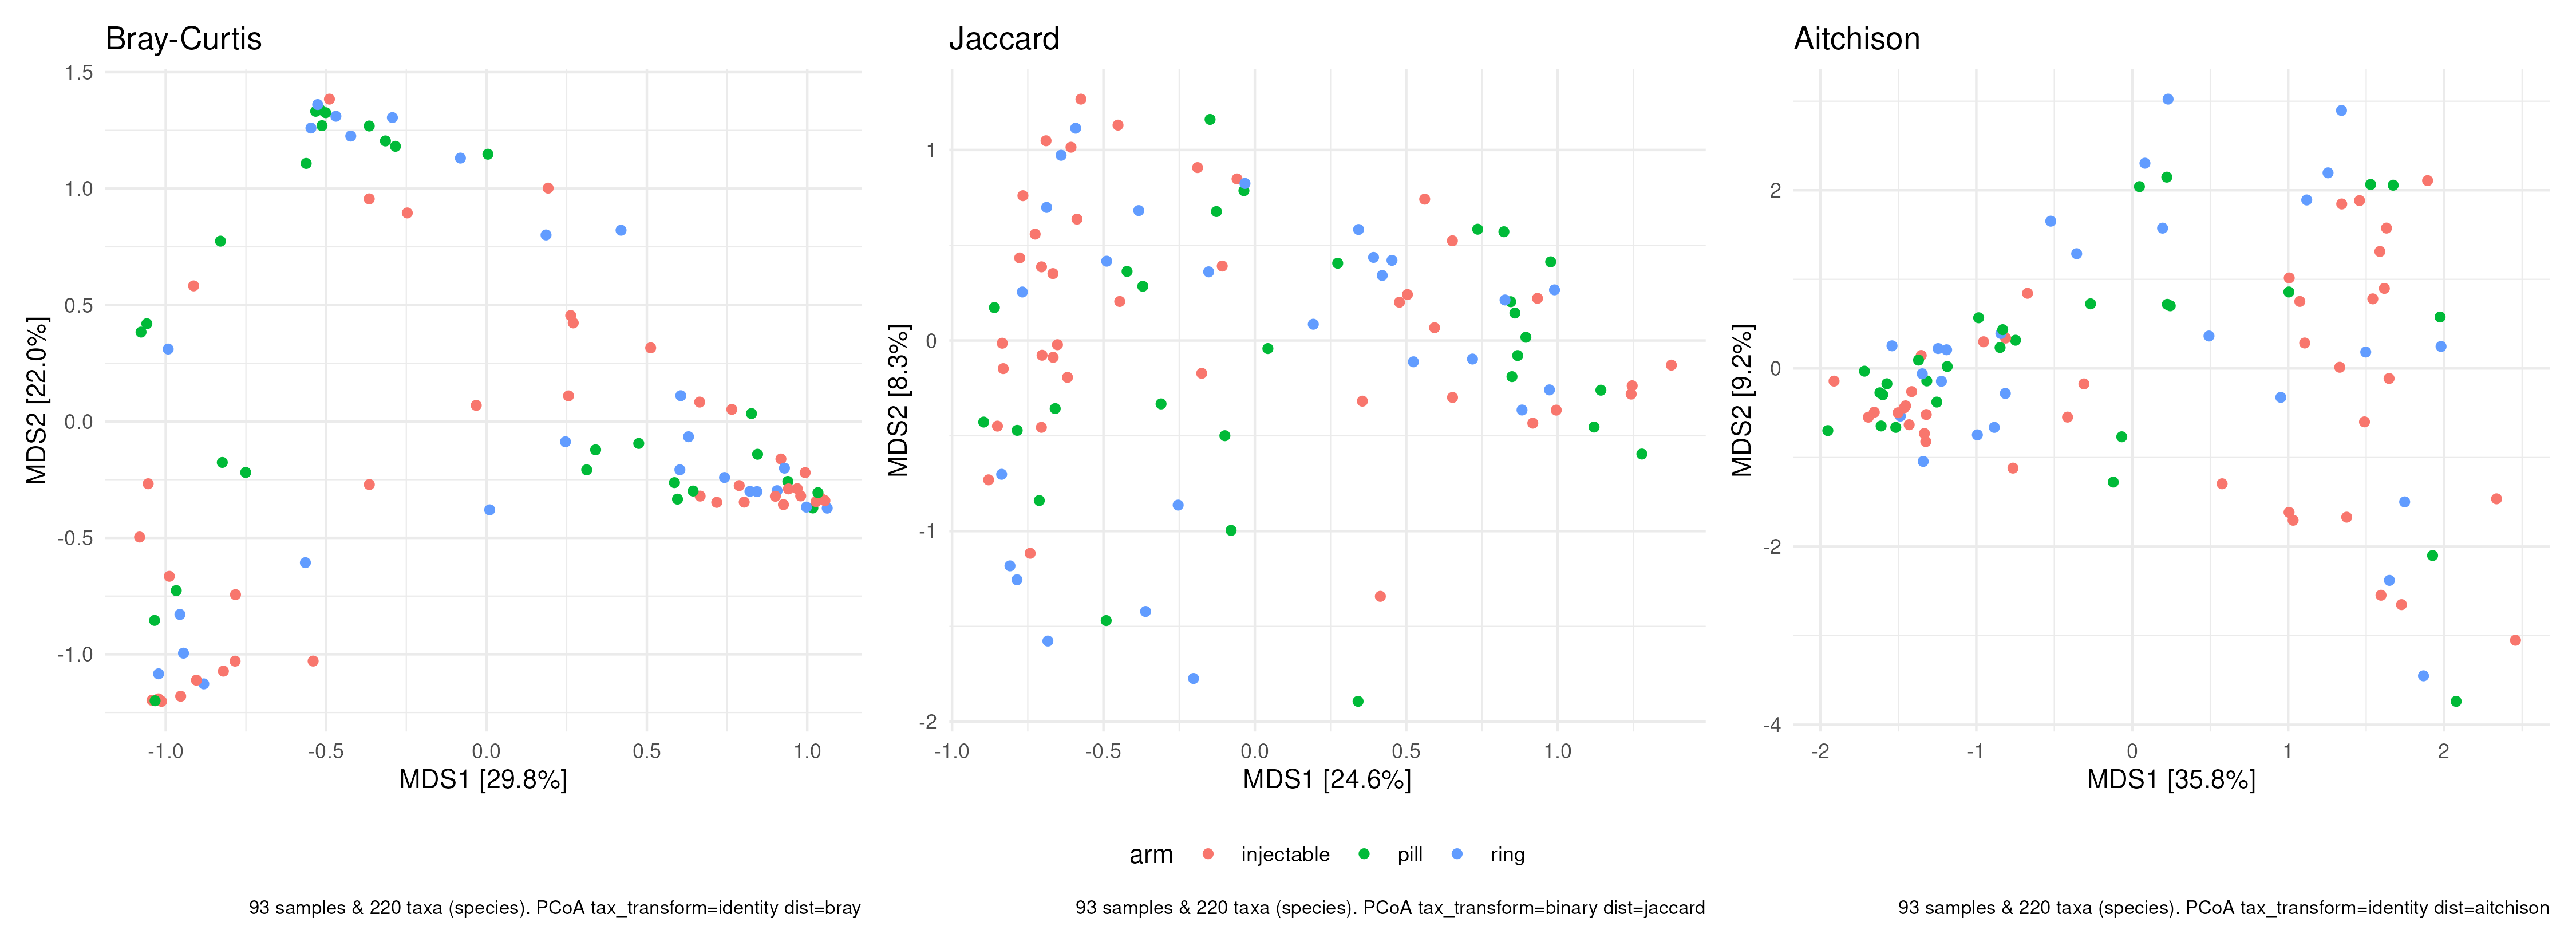 Bray-Curtis
1.5
1.0
0.5
0.0
-0.5
-1.0
MDS2 [22.0%]
-1.0 -0.5 0.0 0.5 1.0
MDS1 [29.8%]
Jaccard
1
0
-1
-2
MDS2 [8.3%]
-1.0 -0.5 0.0 0.5 1.0
MDS1 [24.6%]
Aitchison
2
0
-2
-4
MDS2 [9.2%]
-2 -1 0 1 2
MDS1 [35.8%]
arm injectable pill ring
93 samples & 220 taxa (species). PCoA tax_transform=identity dist=bray
93 samples & 220 taxa (species). PCoA tax_transform=binary dist=jaccard
93 samples & 220 taxa (species). PCoA tax_transform=identity dist=aitchison